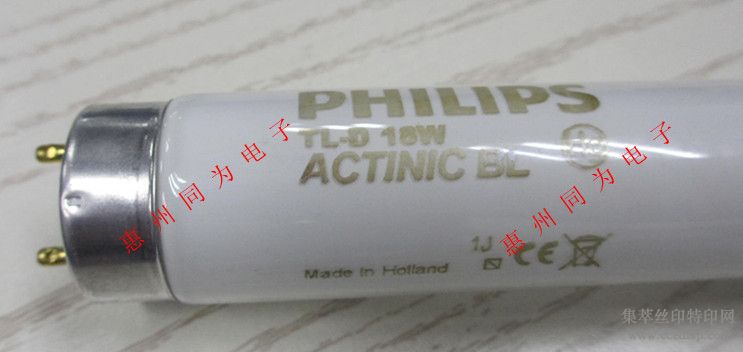 PHILIPS
TL-D 18W
ACTINIC BL
Hg
惠州同为电子
惠州同为电子
1J
CE
Made in Holland
集萃丝印特印网